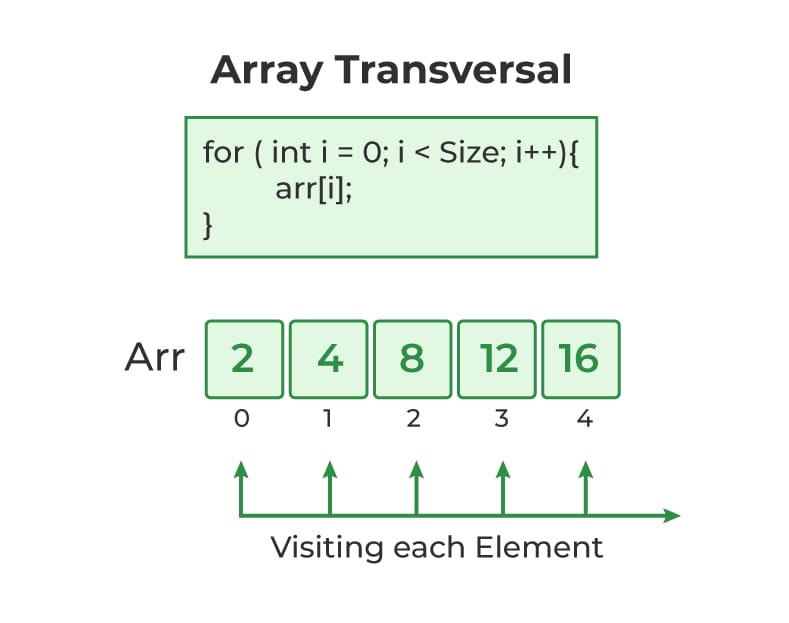 Array Transversal
for ( int i = 0; i < Size; i++){
arr[i];
}
Arr 2 4 8 12 16
0 1 2 3 4
Visiting each Element